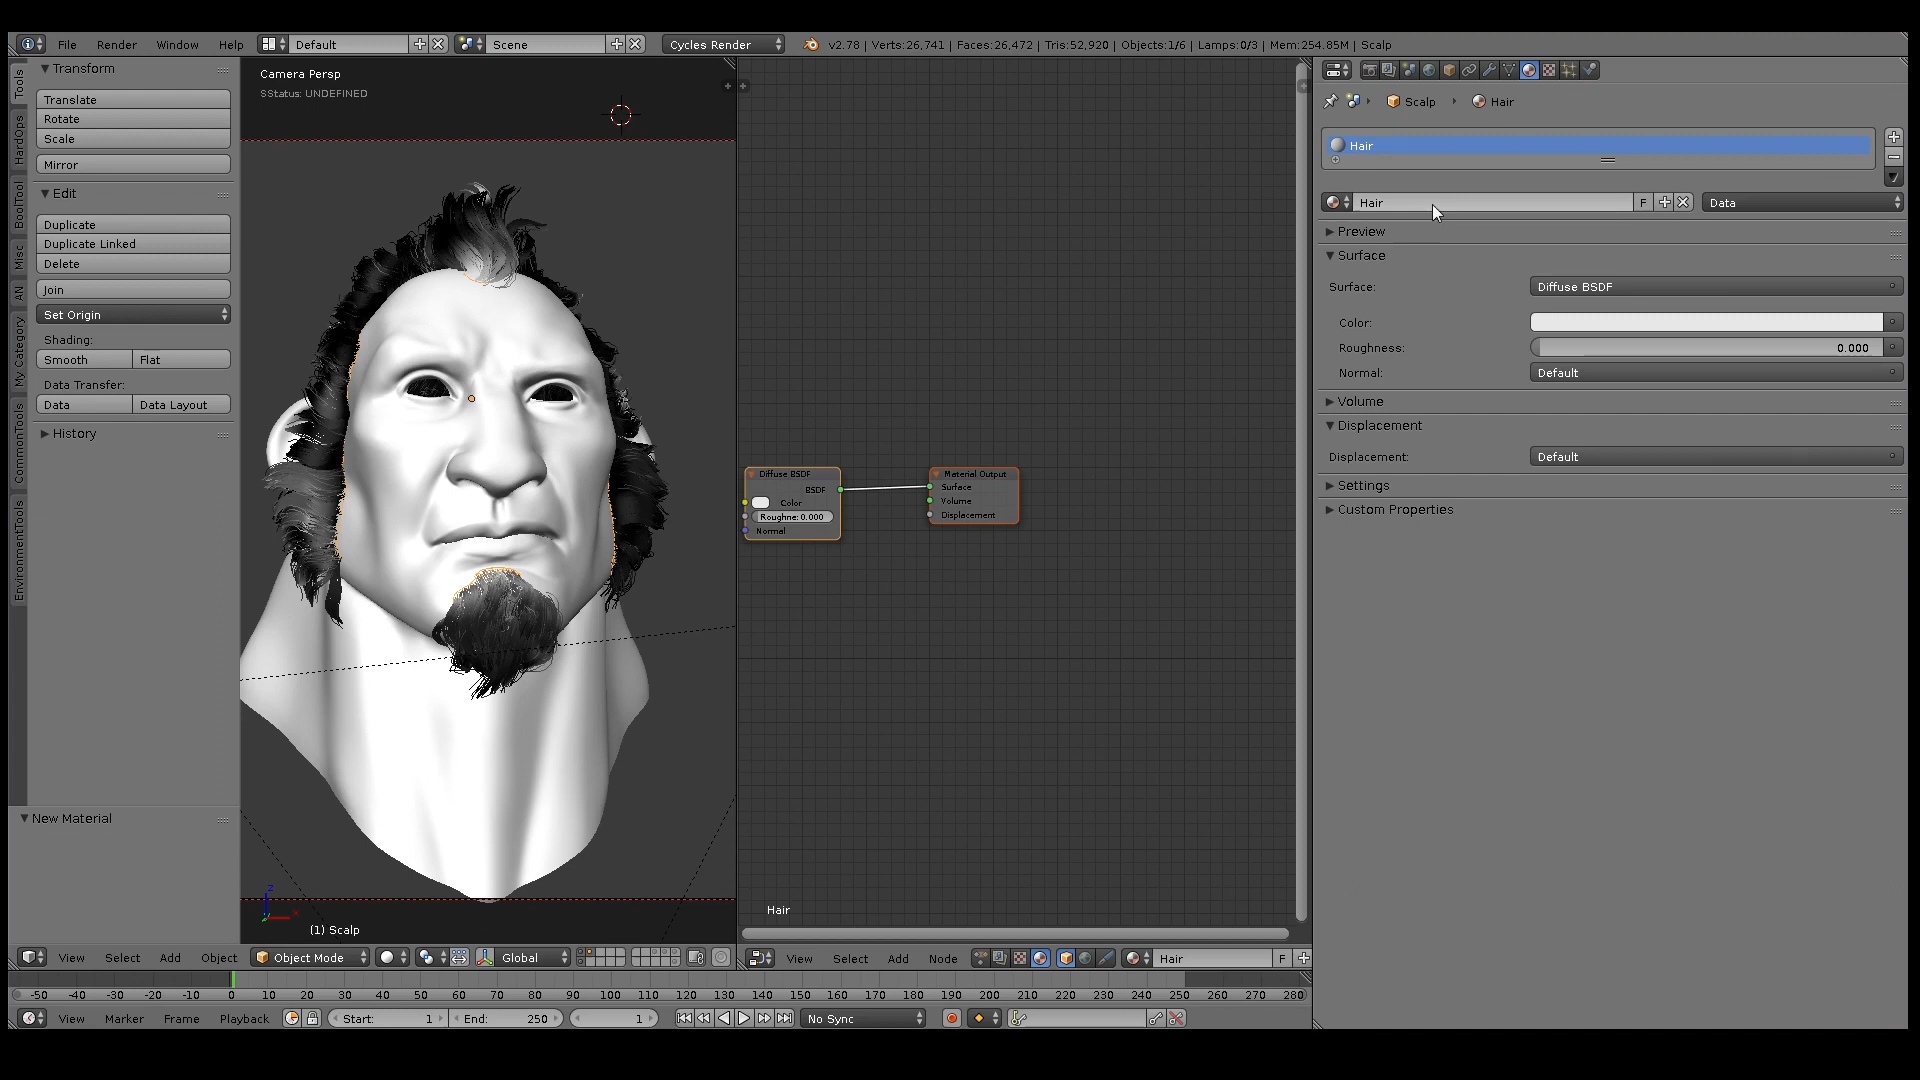 File Render Window Help Default Scene Cycles Render v2.78 | Verts:26,741 | Faces:26,472 | Tris:52,920 | Objects:1/6 | Lamps:0/3 | Mem:254.85M | Scalp
Tools
HardOps
BoolTool
Misc
AN
My Category
CommonTools
EnvironmentTools
Transform
Translate
Rotate
Scale
Mirror
Edit
Duplicate
Duplicate Linked
Delete
Join
Set Origin
Shading:
Smooth Flat
Data Transfer:
Data Data Layout
History
New Material
Camera Persp
SStatus: UNDEFINED
z
x
(1) Scalp
View Select Add Object Object Mode Global
Diffuse BSDF
BSDF
Color
Roughne: 0.000
Normal
Material Output
Surface
Volume
Displacement
Hair
View Select Add Node Hair F
Scalp Hair
Hair
Hair F Data
Preview
Surface
Surface: Diffuse BSDF
Color:
Roughness: 0.000
Normal: Default
Volume
Displacement
Displacement: Default
Settings
Custom Properties
-50 -40 -30 -20 -10 0 10 20 30 40 50 60 70 80 90 100 110 120 130 140 150 160 170 180 190 200 210 220 230 240 250 260 270 280
View Marker Frame Playback Start: 1 End: 250 1 No Sync